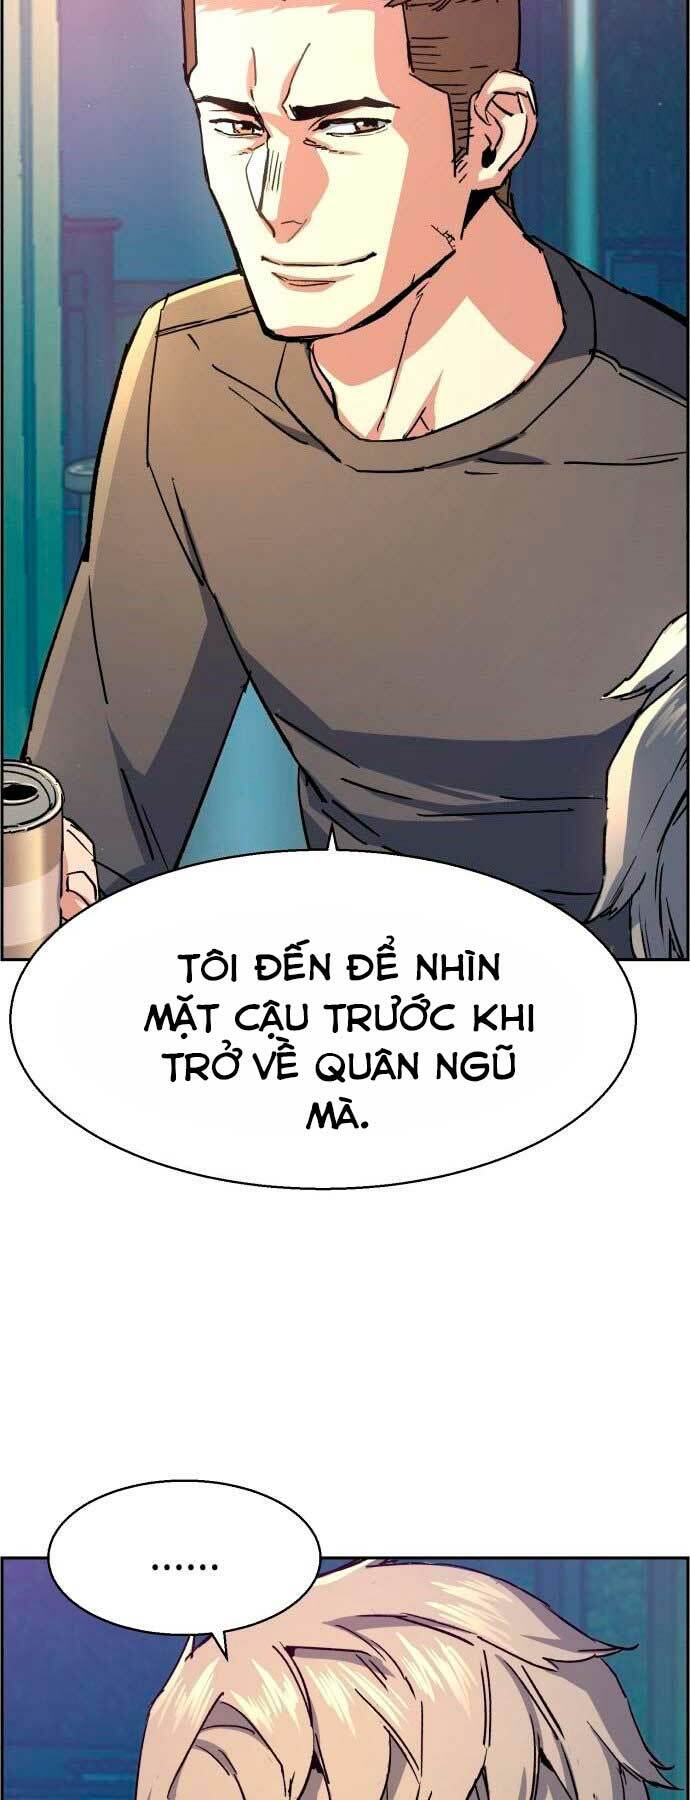 TÔI ĐẾN ĐỂ NHÌN
MẶT CẬU TRƯỚC KHI
TRỞ VỀ QUÂN NGŨ
MÀ.
......